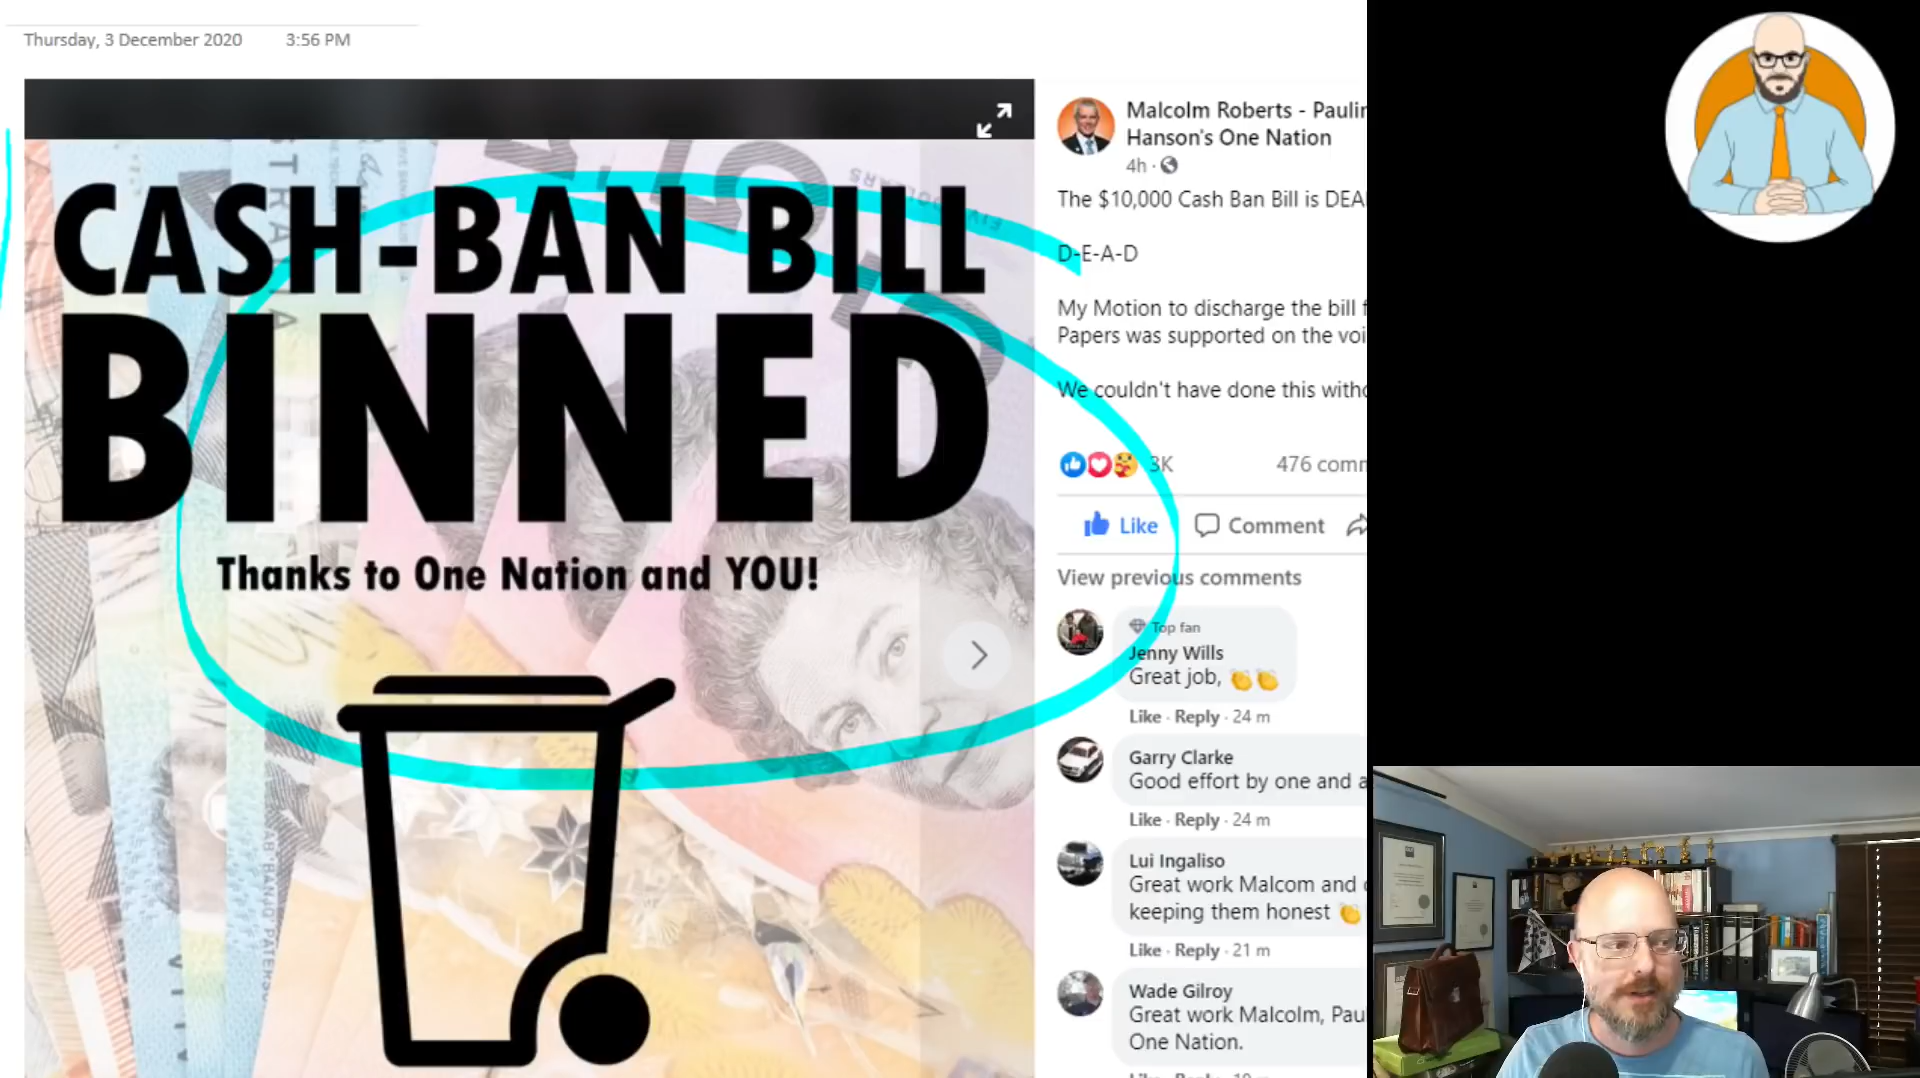 Thursday, 3 December 2020 3:56 PM
CASH-BAN BILL
BINNED
Thanks to One Nation and YOU!
Malcolm Roberts - Paulin
Hanson's One Nation
4h ·
The $10,000 Cash Ban Bill is DEA
D-E-A-D
My Motion to discharge the bill f
Papers was supported on the voi
We couldn't have done this witho
3K 476 comm
Like Comment
View previous comments
Top fan
Jenny Wills
Great job, 👏👏
Like · Reply · 24 m
Garry Clarke
Good effort by one and a
Like · Reply · 24 m
Lui Ingaliso
Great work Malcom and
keeping them honest 👏
Like · Reply · 21 m
Wade Gilroy
Great work Malcolm, Pau
One Nation.